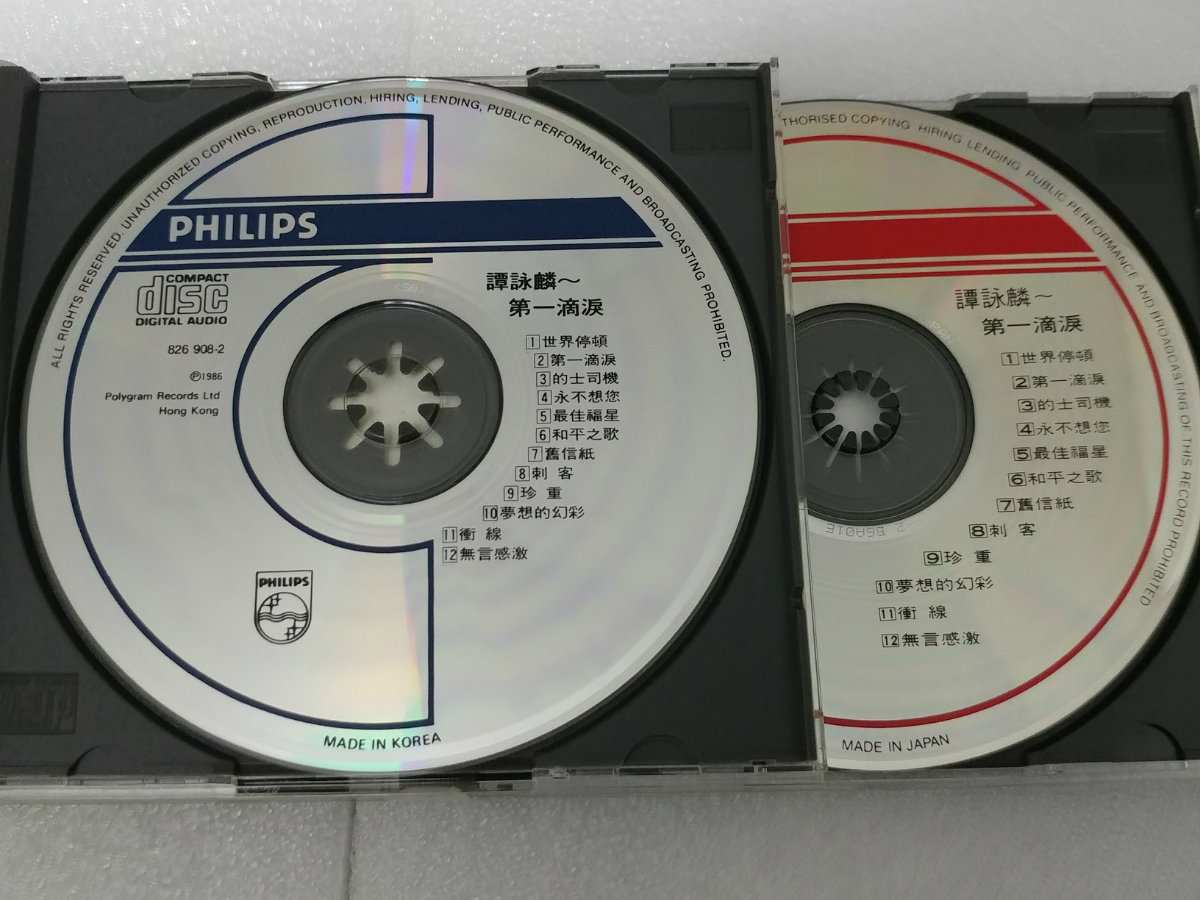 ALL RIGHTS RESERVED. UNAUTHORIZED COPYING, REPRODUCTION, HIRING, LENDING, PUBLIC PERFORMANCE AND BROADCASTING PROHIBITED.
PHILIPS
COMPACT
disc
DIGITAL AUDIO
826 908-2
Ⓟ1986
Polygram Records Ltd
Hong Kong
譚詠麟～
第一滴淚
1 世界停頓
2 第一滴淚
3 的士司機
4 永不想您
5 最佳福星
6 和平之歌
7 舊信紙
8 刺 客
9 珍 重
10 夢想的幻彩
11 衝 線
12 無言感激
PHILIPS
MADE IN KOREA
THORISED COPYING HIRING LENDING PUBLIC PERFORMANCE AND BROADCASTING OF THIS RECORD PROHIBITED
譚詠麟～
第一滴淚
1 世界停頓
2 第一滴淚
3 的士司機
4 永不想您
5 最佳福星
6 和平之歌
7 舊信紙
8 刺 客
9 珍 重
10 夢想的幻彩
11 衝 線
12 無言感激
MADE IN JAPAN